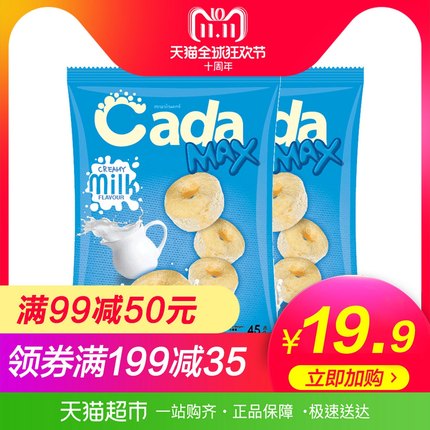 11.11
天猫全球狂欢节
十周年
Cada
MAX
CREAMY
Milk
FLAVOUR
da
MAX
45
满99减50元
领券满199减35
¥19.9
立即加购
天猫超市 一站购齐 · 正品保障 · 极速送达